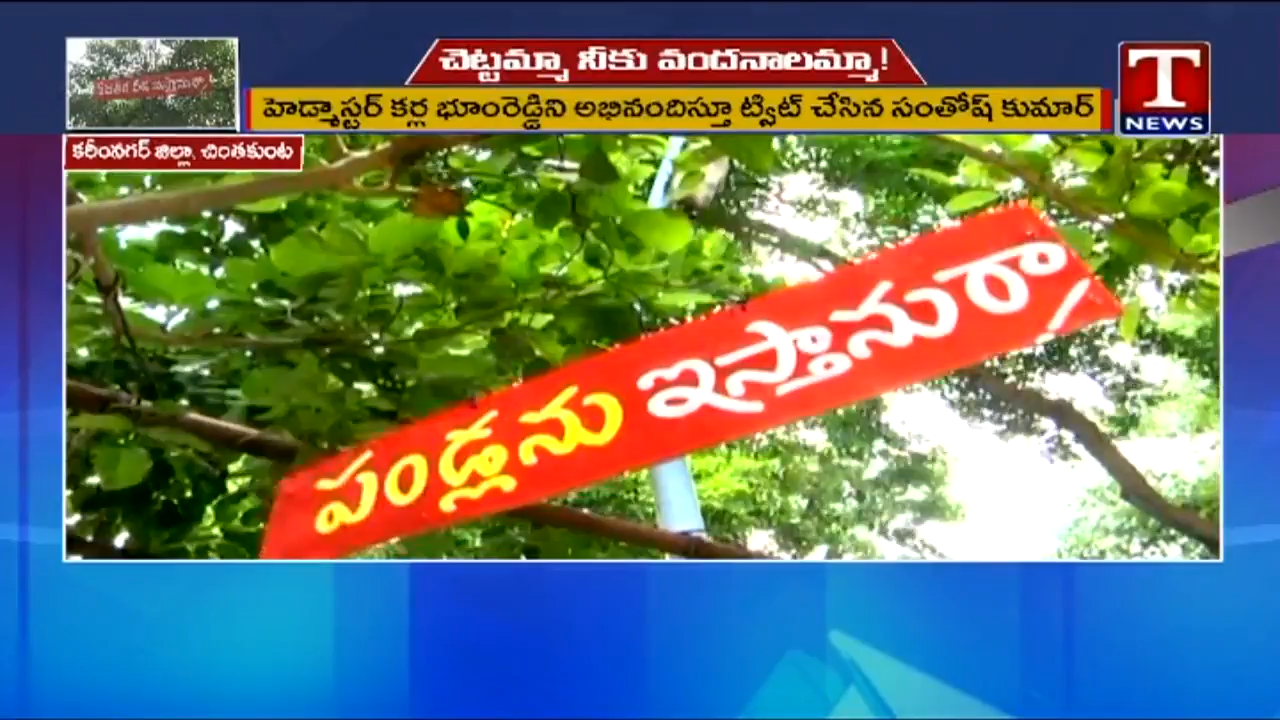 చెట్టమ్మా నీకు వందనాలమ్మా!
హెడ్మాస్టర్ కర్ల భూంరెడ్డిని అభినందిస్తూ ట్వీట్ చేసిన సంతోష్ కుమార్
T
NEWS
కరీంనగర్ జిల్లా, చింతకుంట
పండ్లను ఇస్తానురా